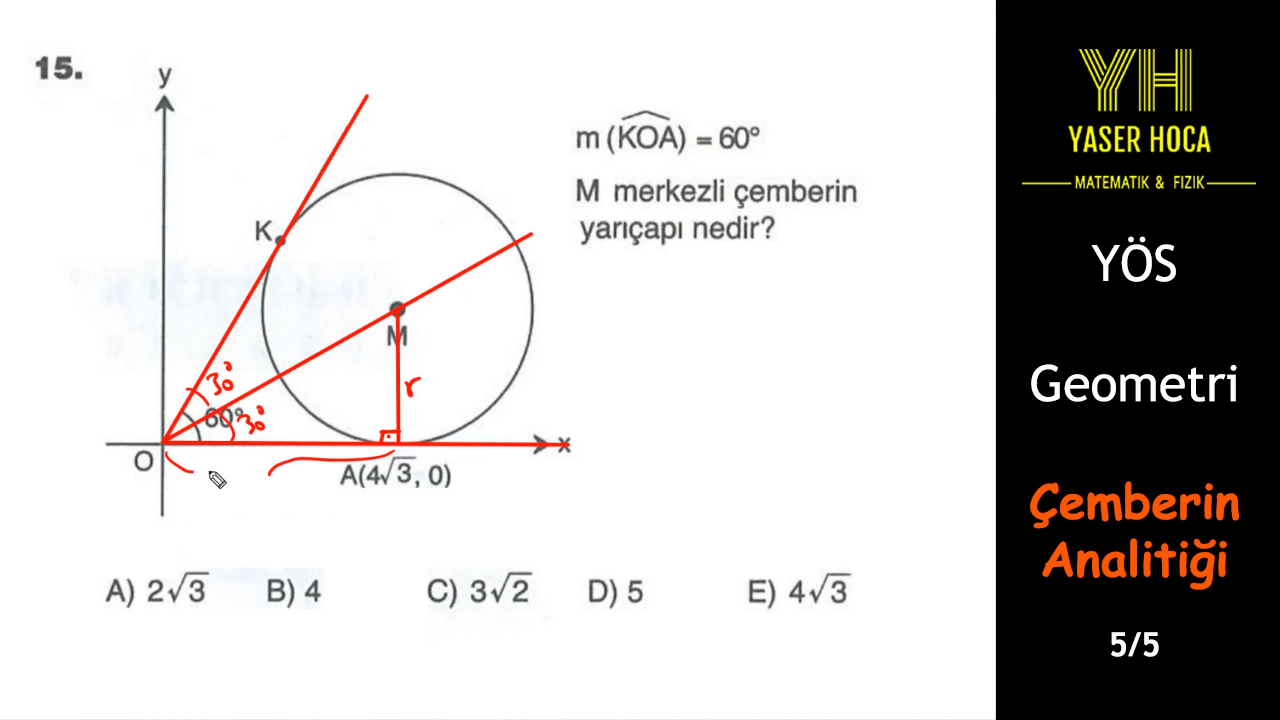 15.
y
m (KOA) = 60°
M merkezli çemberin
yarıçapı nedir?
K
M
r
30°
60°
30°
O
A(4√3, 0)
x
A) 2√3 B) 4 C) 3√2 D) 5 E) 4√3
YH
YASER HOCA
MATEMATIK & FIZIK
YÖS
Geometri
Çemberin
Analitiği
5/5